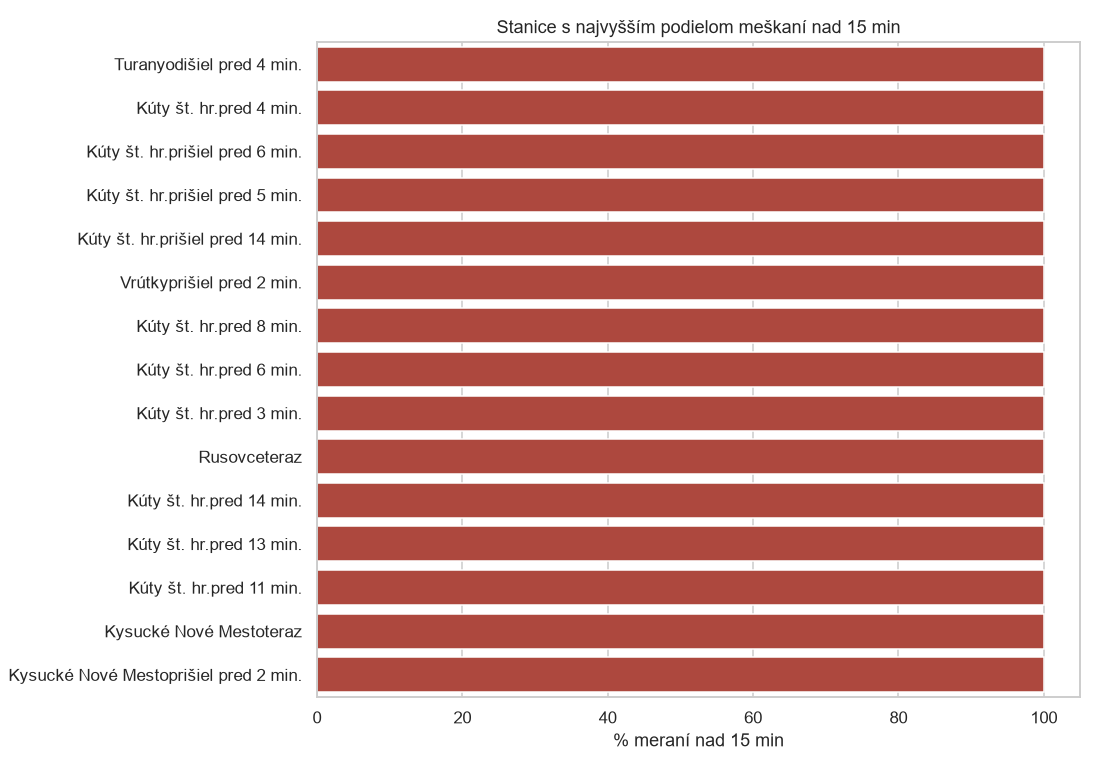 Stanice s najvyšším podielom meškaní nad 15 min
Turanyodišiel pred 4 min.
Kúty št. hr.pred 4 min.
Kúty št. hr.prišiel pred 6 min.
Kúty št. hr.prišiel pred 5 min.
Kúty št. hr.prišiel pred 14 min.
Vrútkyprišiel pred 2 min.
Kúty št. hr.pred 8 min.
Kúty št. hr.pred 6 min.
Kúty št. hr.pred 3 min.
Rusovceteraz
Kúty št. hr.pred 14 min.
Kúty št. hr.pred 13 min.
Kúty št. hr.pred 11 min.
Kysucké Nové Mestoteraz
Kysucké Nové Mestoprišiel pred 2 min.
0 20 40 60 80 100
% meraní nad 15 min